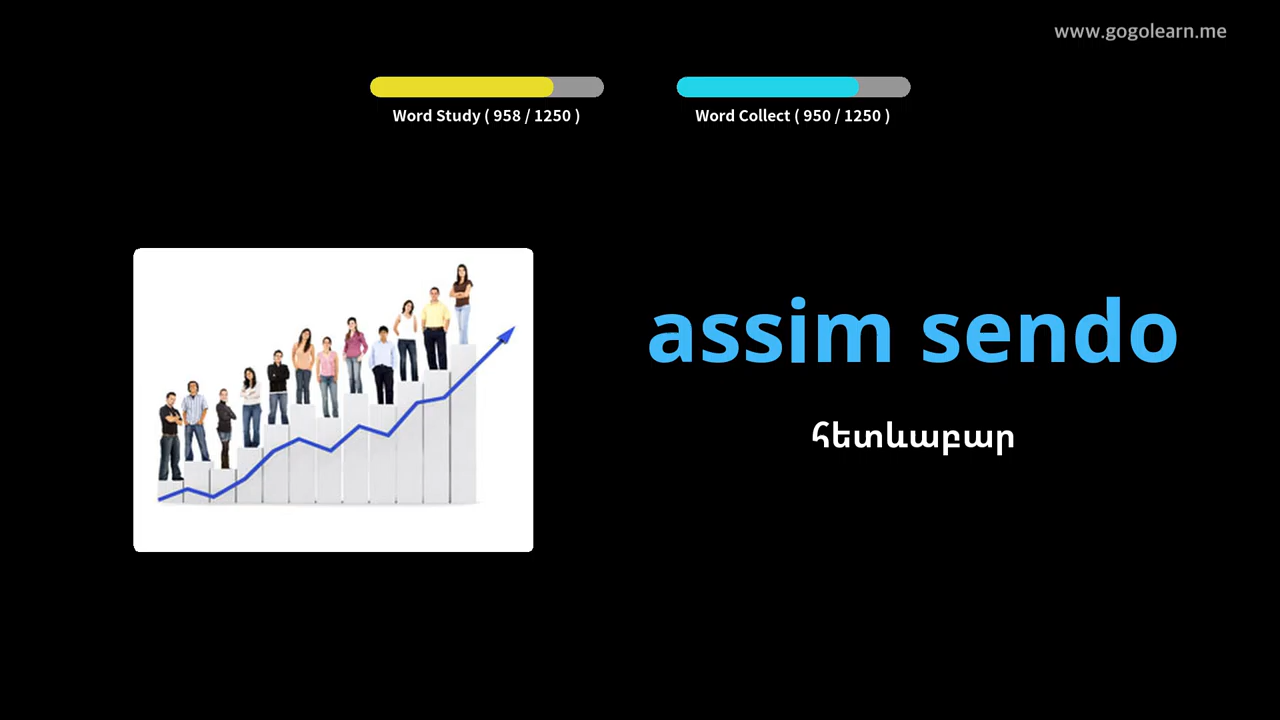 www.gogolearn.me
Word Study ( 958 / 1250 )
Word Collect ( 950 / 1250 )
assim sendo
հետևաբար